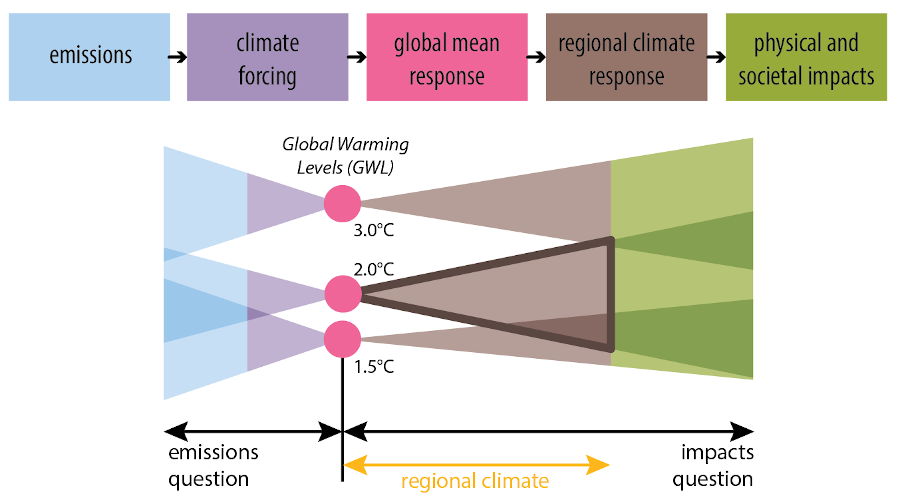 emissions
climate
forcing
global mean
response
regional climate
response
physical and
societal impacts
Global Warming
Levels (GWL)
3.0°C
2.0°C
1.5°C
emissions
question
impacts
question
regional climate